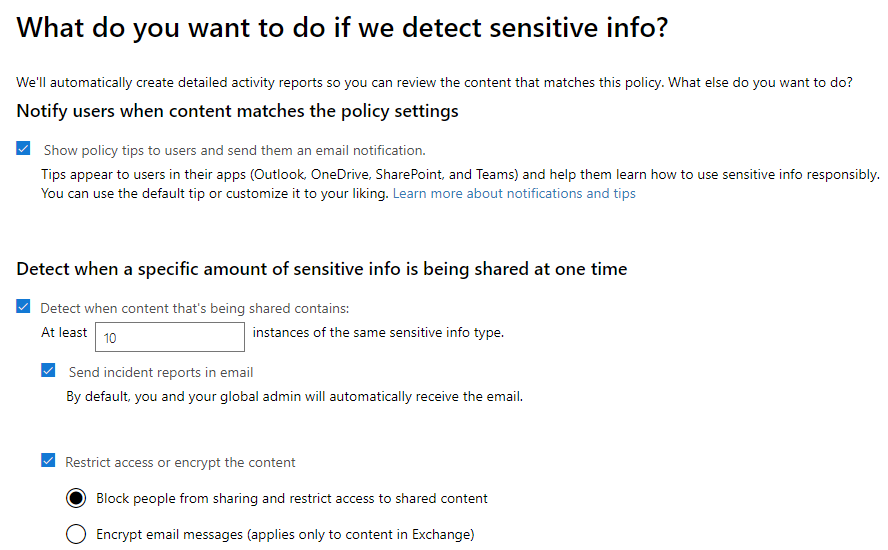 What do you want to do if we detect sensitive info?
We'll automatically create detailed activity reports so you can review the content that matches this policy. What else do you want to do?
Notify users when content matches the policy settings
Show policy tips to users and send them an email notification.
Tips appear to users in their apps (Outlook, OneDrive, SharePoint, and Teams) and help them learn how to use sensitive info responsibly.
You can use the default tip or customize it to your liking. Learn more about notifications and tips
Detect when a specific amount of sensitive info is being shared at one time
Detect when content that's being shared contains:
At least 10 instances of the same sensitive info type.
Send incident reports in email
By default, you and your global admin will automatically receive the email.
Restrict access or encrypt the content
Block people from sharing and restrict access to shared content
Encrypt email messages (applies only to content in Exchange)